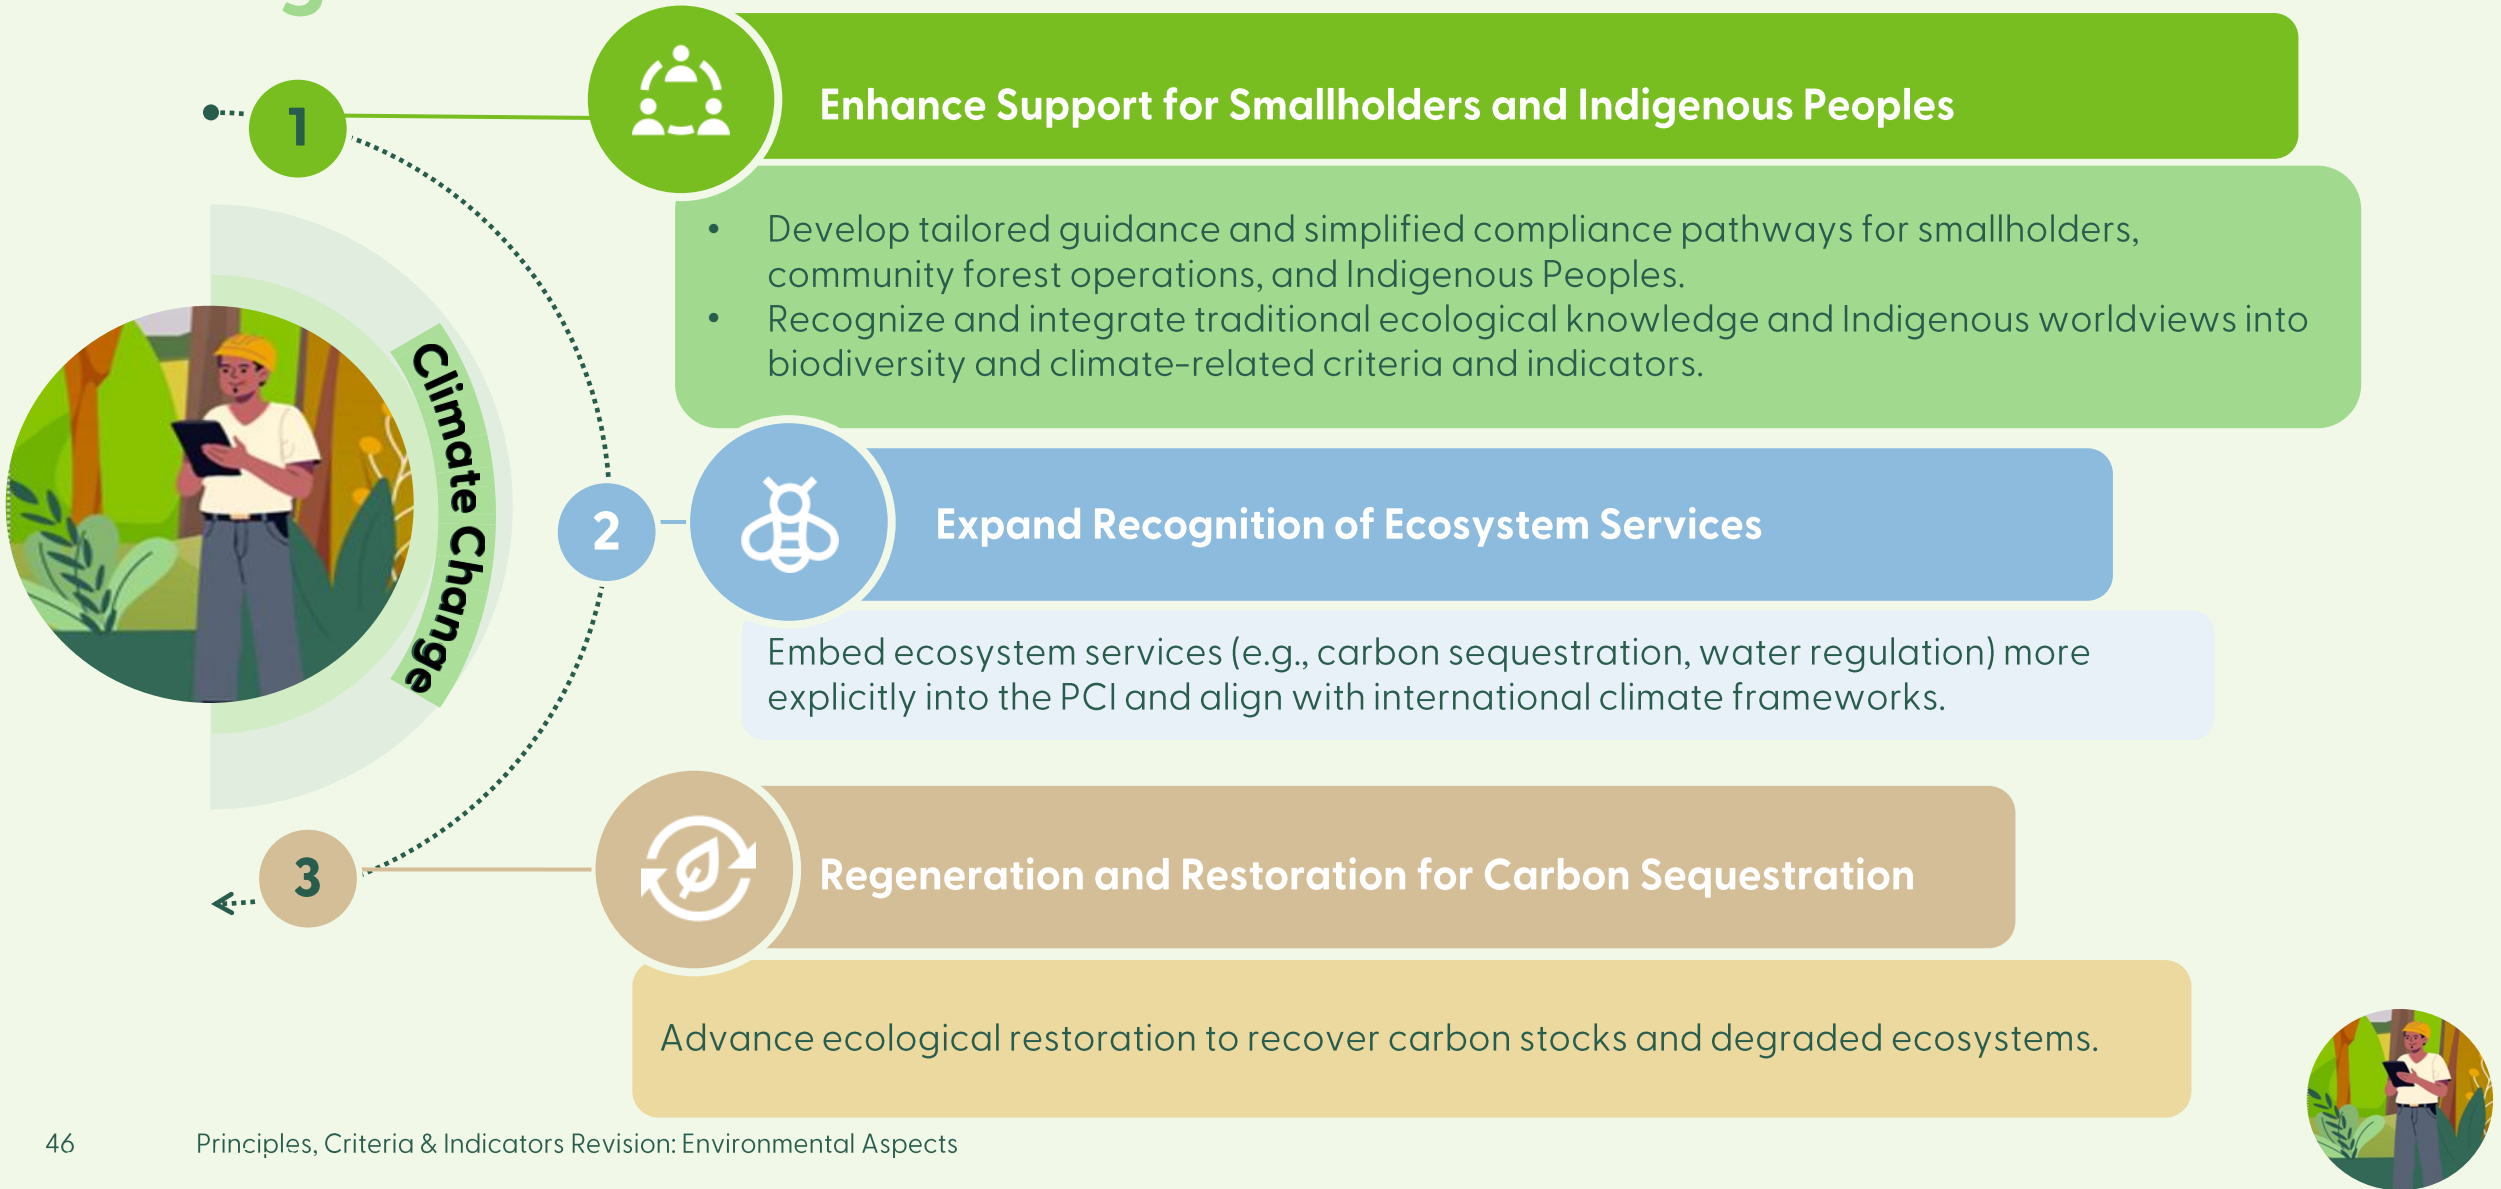 1
Enhance Support for Smallholders and Indigenous Peoples
• Develop tailored guidance and simplified compliance pathways for smallholders,
community forest operations, and Indigenous Peoples.
• Recognize and integrate traditional ecological knowledge and Indigenous worldviews into
biodiversity and climate-related criteria and indicators.
Climate Change
2
Expand Recognition of Ecosystem Services
Embed ecosystem services (e.g., carbon sequestration, water regulation) more
explicitly into the PCI and align with international climate frameworks.
3
Regeneration and Restoration for Carbon Sequestration
Advance ecological restoration to recover carbon stocks and degraded ecosystems.
46
Principles, Criteria & Indicators Revision: Environmental Aspects